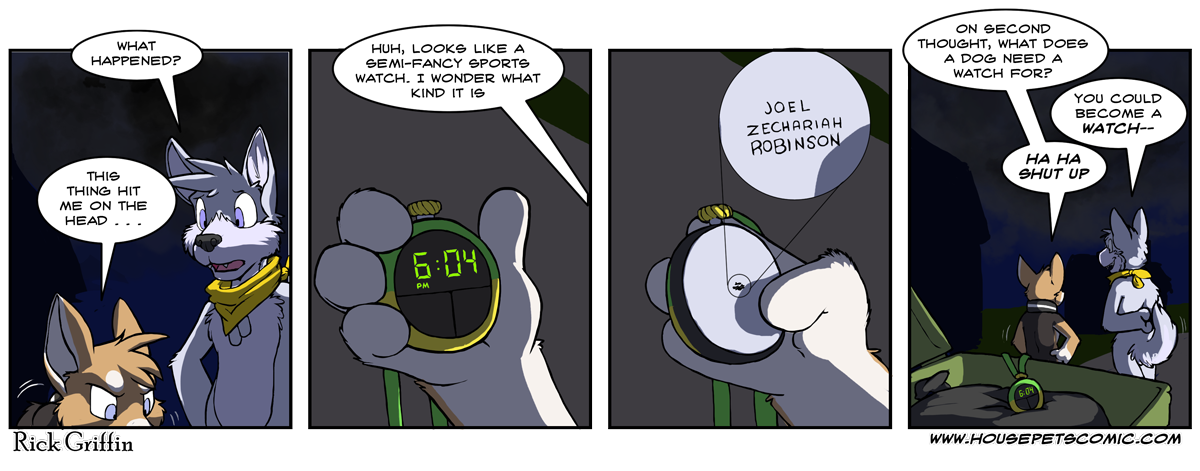 WHAT
HAPPENED?
THIS
THING HIT
ME ON THE
HEAD . . .
HUH, LOOKS LIKE A
SEMI-FANCY SPORTS
WATCH. I WONDER WHAT
KIND IT IS
6:04
PM
JOEL
ZECHARIAH
ROBINSON
ON SECOND
THOUGHT, WHAT DOES
A DOG NEED A
WATCH FOR?
YOU COULD
BECOME A
WATCH--
HA HA
SHUT UP
6:04
Rick Griffin
WWW.HOUSEPETSCOMIC.COM